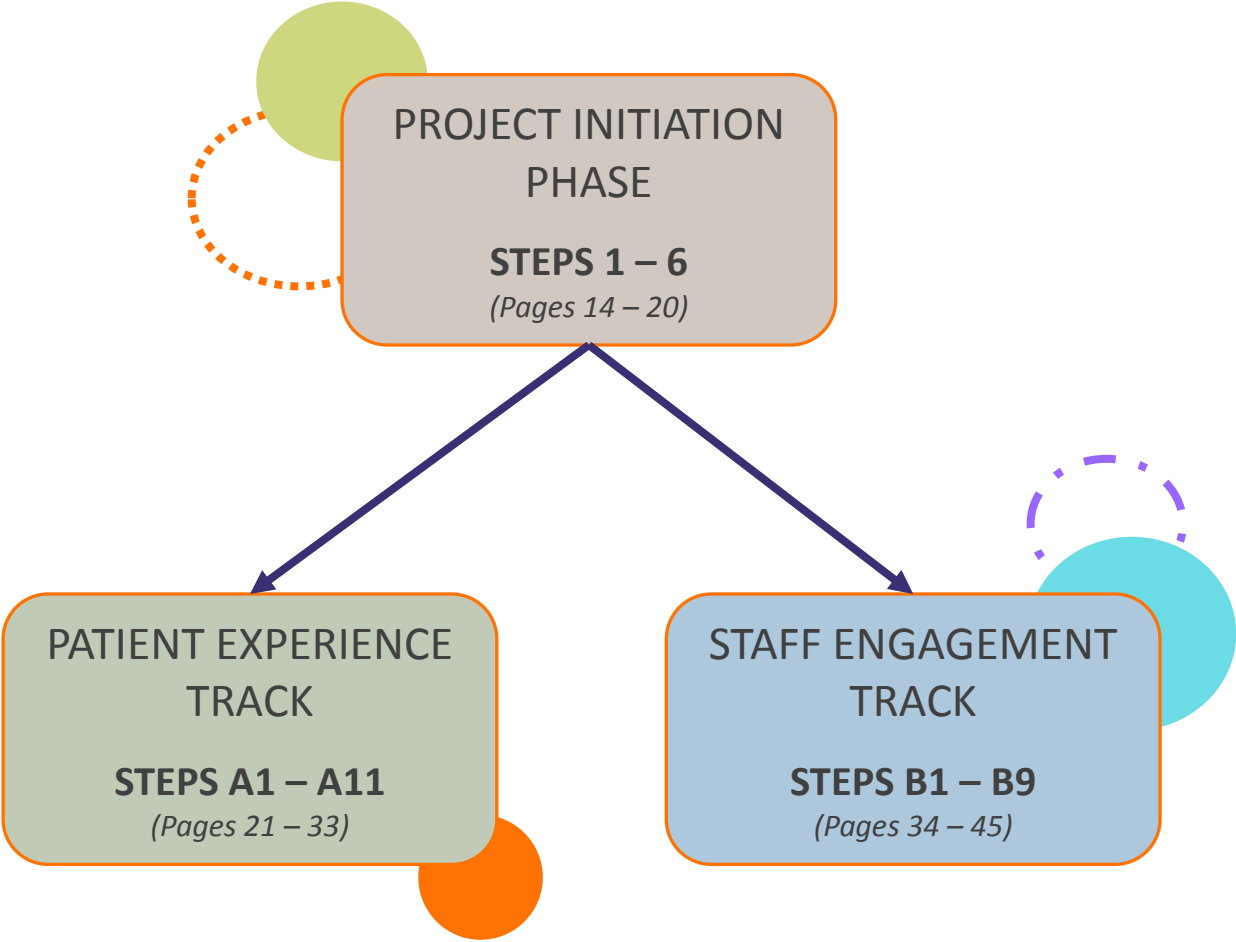 PROJECT INITIATION
PHASE
STEPS 1 – 6
(Pages 14 – 20)
PATIENT EXPERIENCE
TRACK
STEPS A1 – A11
(Pages 21 – 33)
STAFF ENGAGEMENT
TRACK
STEPS B1 – B9
(Pages 34 – 45)